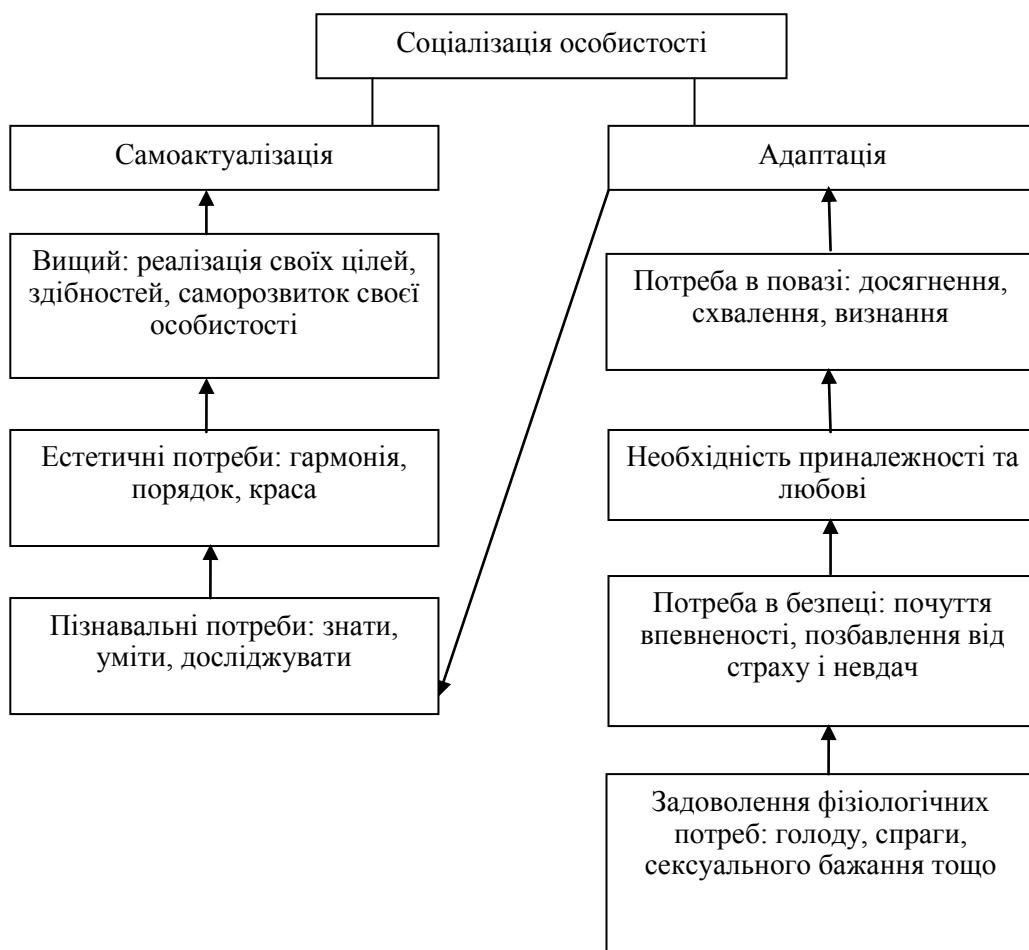 Соціалізація особистості
Самоактуалізація
Адаптація
Вищий: реалізація своїх цілей,
здібностей, саморозвиток своєї
особистості
Потреба в повазі: досягнення,
схвалення, визнання
Естетичні потреби: гармонія,
порядок, краса
Необхідність приналежності та
любові
Пізнавальні потреби: знати,
уміти, досліджувати
Потреба в безпеці: почуття
впевненості, позбавлення від
страху і невдач
Задоволення фізіологічних
потреб: голоду, спраги,
сексуального бажання тощо